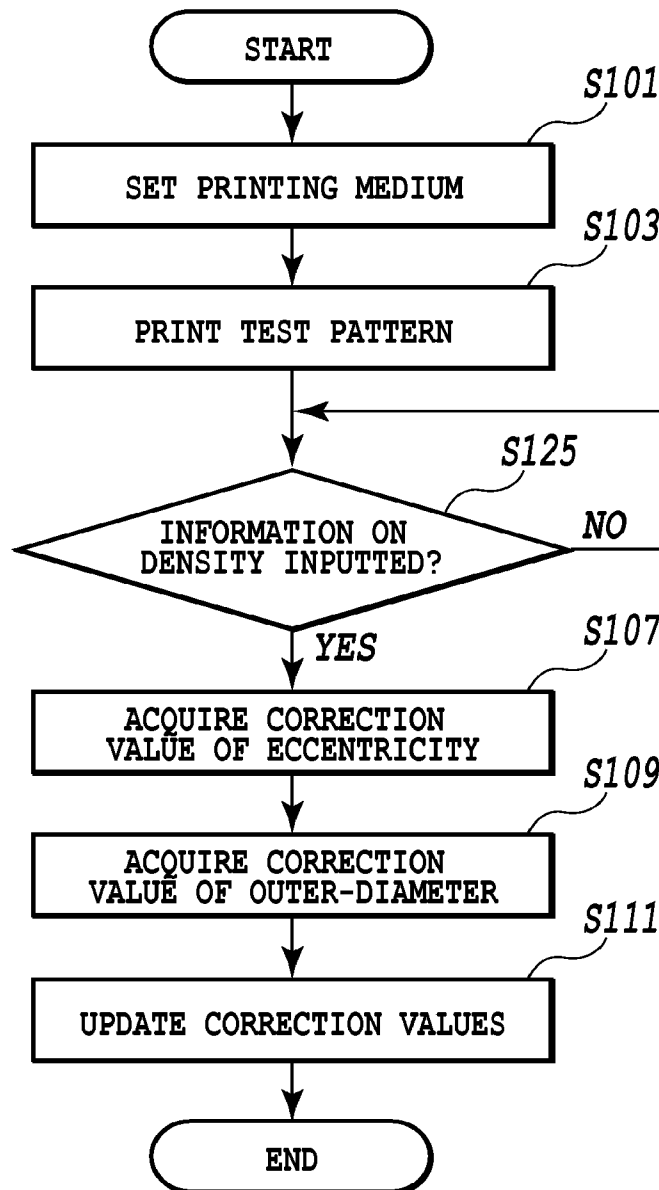 START
S101
SET PRINTING MEDIUM
S103
PRINT TEST PATTERN
S125
INFORMATION ON
DENSITY INPUTTED?
NO
YES
S107
ACQUIRE CORRECTION
VALUE OF ECCENTRICITY
S109
ACQUIRE CORRECTION
VALUE OF OUTER-DIAMETER
S111
UPDATE CORRECTION VALUES
END